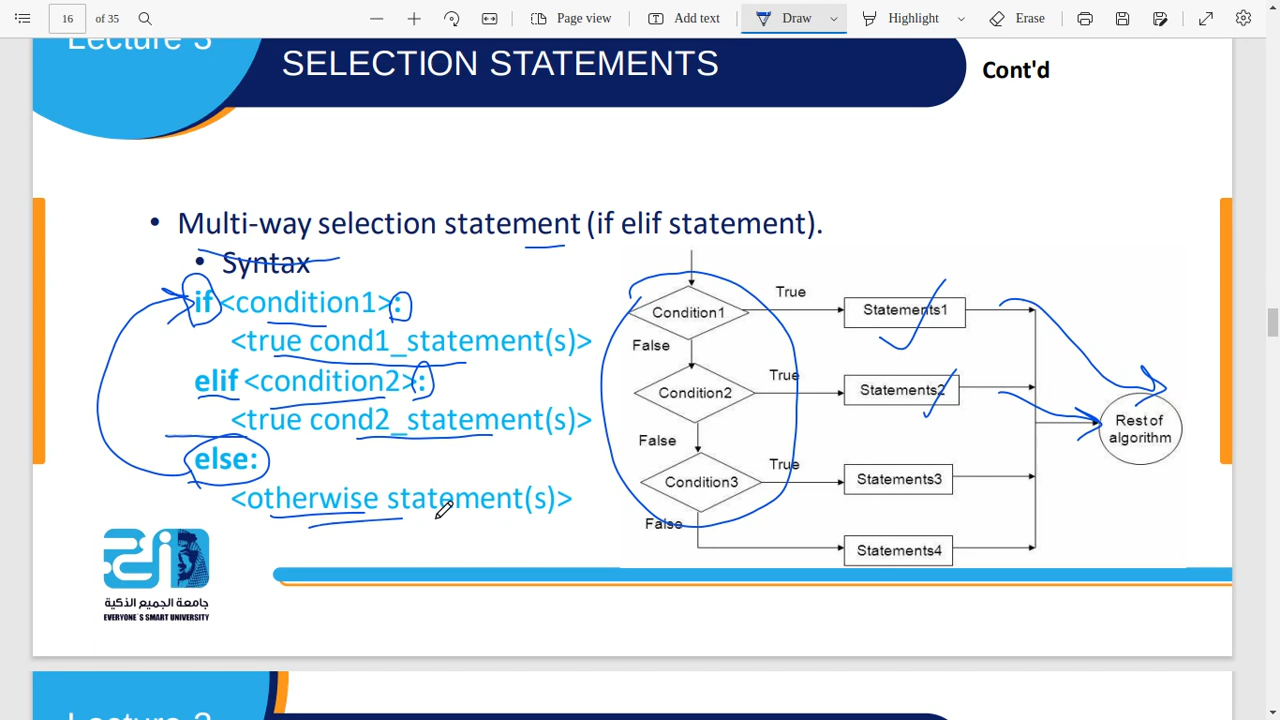 16 of 35 Page view Add text Draw Highlight Erase
Lecture 3
SELECTION STATEMENTS
Cont'd
• Multi-way selection statement (if elif statement).
• Syntax
if <condition1>:
<true cond1_statement(s)>
elif <condition2>:
<true cond2_statement(s)>
else:
<otherwise statement(s)>
Condition1
True
Statements1
False
Condition2
True
Statements2
False
Condition3
True
Statements3
False
Statements4
Rest of
algorithm
جامعة الجميع الذكية
EVERYONE`S SMART UNIVERSITY
Lecture 3